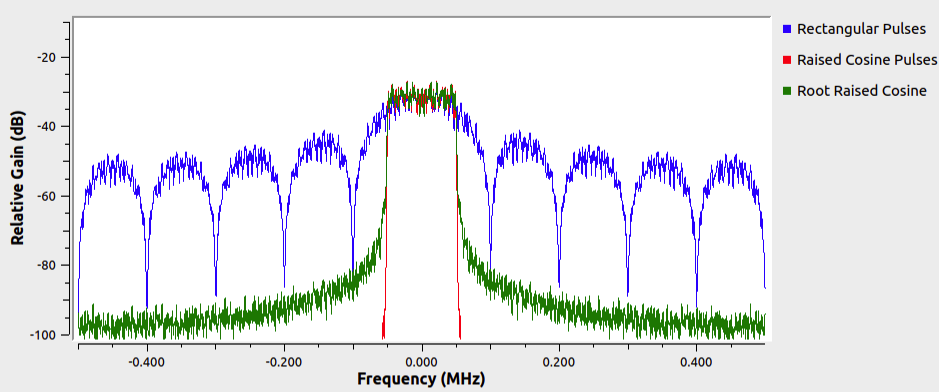 Relative Gain (dB)
-20
-40
-60
-80
-100
-0.400
-0.200
0.000
0.200
0.400
Frequency (MHz)
Rectangular Pulses
Raised Cosine Pulses
Root Raised Cosine